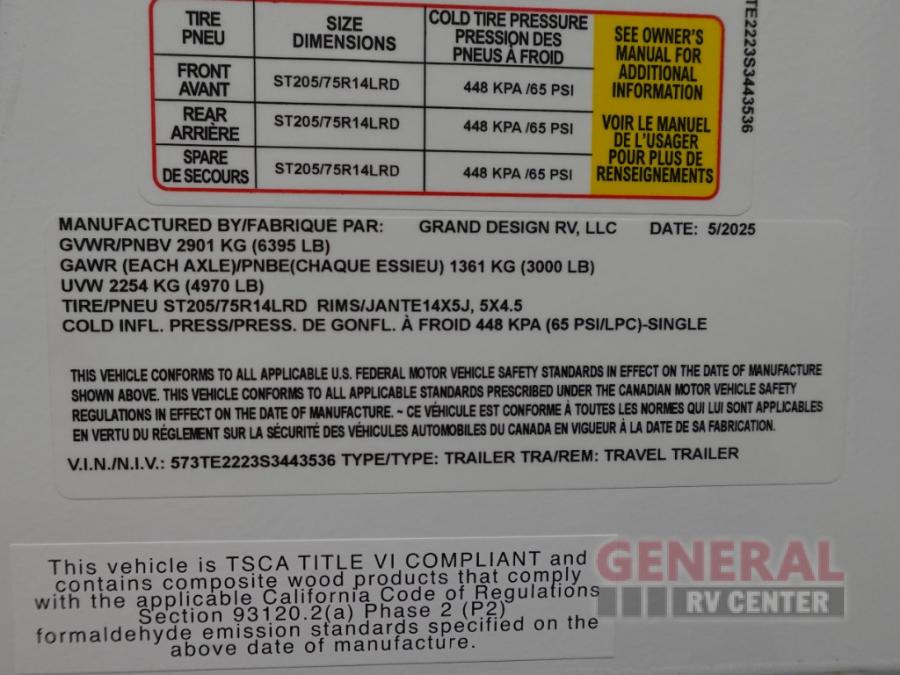 TIRE PNEU SIZE DIMENSIONS COLD TIRE PRESSURE PRESSION DES PNEUS À FROID
FRONT AVANT ST205/75R14LRD 448 KPA /65 PSI
REAR ARRIÈRE ST205/75R14LRD 448 KPA /65 PSI
SPARE DE SECOURS ST205/75R14LRD 448 KPA /65 PSI
SEE OWNER'S
MANUAL FOR
ADDITIONAL
INFORMATION
VOIR LE MANUEL
DE L'USAGER
POUR PLUS DE
RENSEIGNEMENTS
TE2223S3443536
MANUFACTURED BY/FABRIQUÉ PAR: GRAND DESIGN RV, LLC DATE: 5/2025
GVWR/PNBV 2901 KG (6395 LB)
GAWR (EACH AXLE)/PNBE(CHAQUE ESSIEU) 1361 KG (3000 LB)
UVW 2254 KG (4970 LB)
TIRE/PNEU ST205/75R14LRD RIMS/JANTE14X5J, 5X4.5
COLD INFL. PRESS/PRESS. DE GONFL. À FROID 448 KPA (65 PSI/LPC)-SINGLE
THIS VEHICLE CONFORMS TO ALL APPLICABLE U.S. FEDERAL MOTOR VEHICLE SAFETY STANDARDS IN EFFECT ON THE DATE OF MANUFACTURE
SHOWN ABOVE. THIS VEHICLE CONFORMS TO ALL APPLICABLE STANDARDS PRESCRIBED UNDER THE CANADIAN MOTOR VEHICLE SAFETY
REGULATIONS IN EFFECT ON THE DATE OF MANUFACTURE. ~ CE VÉHICULE EST CONFORME À TOUTES LES NORMES QUI LUI SONT APPLICABLES
EN VERTU DU RÉGLEMENT SUR LA SÉCURITÉ DES VÉHICULES AUTOMOBILES DU CANADA EN VIGUEUR À LA DATE DE SA FABRICATION.
V.I.N./N.I.V.: 573TE2223S3443536 TYPE/TYPE: TRAILER TRA/REM: TRAVEL TRAILER
This vehicle is TSCA TITLE VI COMPLIANT and
contains composite wood products that comply
with the applicable California Code of Regulations
Section 93120.2(a) Phase 2 (P2)
formaldehyde emission standards specified on the
above date of manufacture.
GENERAL
RV CENTER